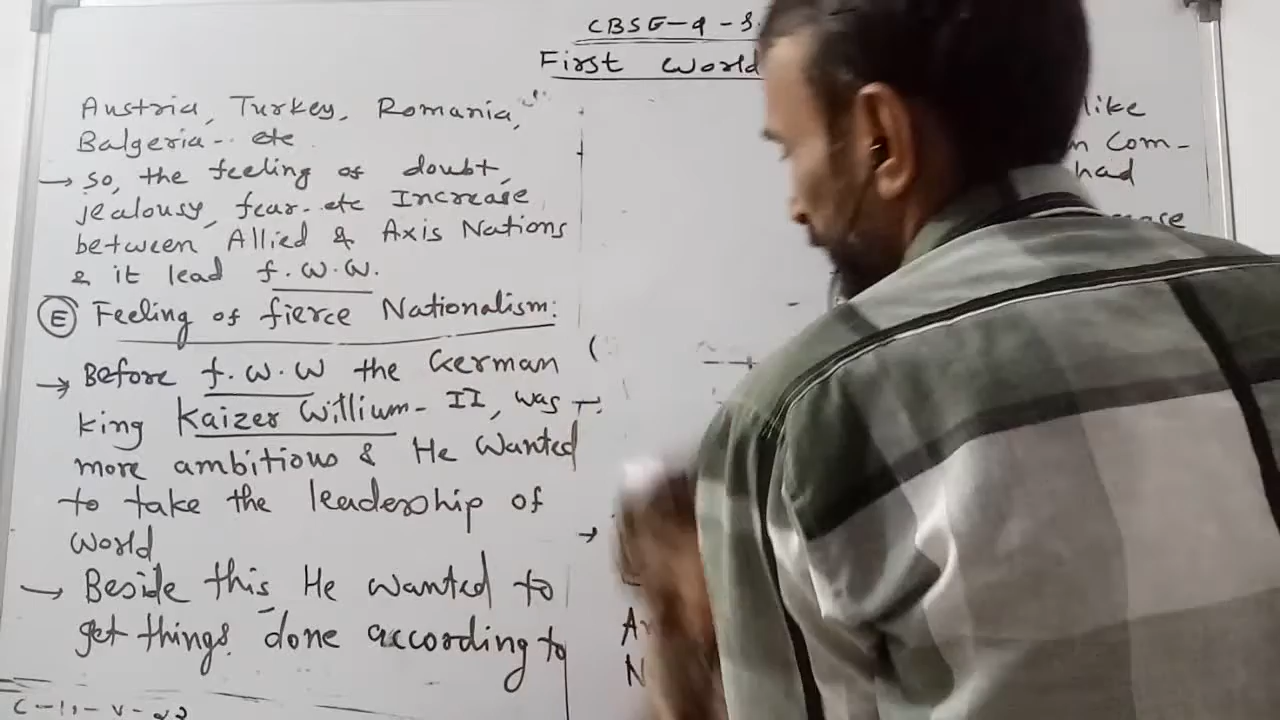 CBSE-9-S.
First World
Austria, Turkey, Romania,
Balgeria-- etc
→ So, the feeling of doubt,
jealousy, fear-- etc Increase
between Allied & Axis Nations
& it lead f.w.w.
(E) Feeling of fierce Nationalism:
→ Before f.w.w the German
king Kaizer Willium-II, was
more ambitious & He Wanted
to take the leadership of
World
→ Beside this He wanted to
get things done according to
like
Com-
had